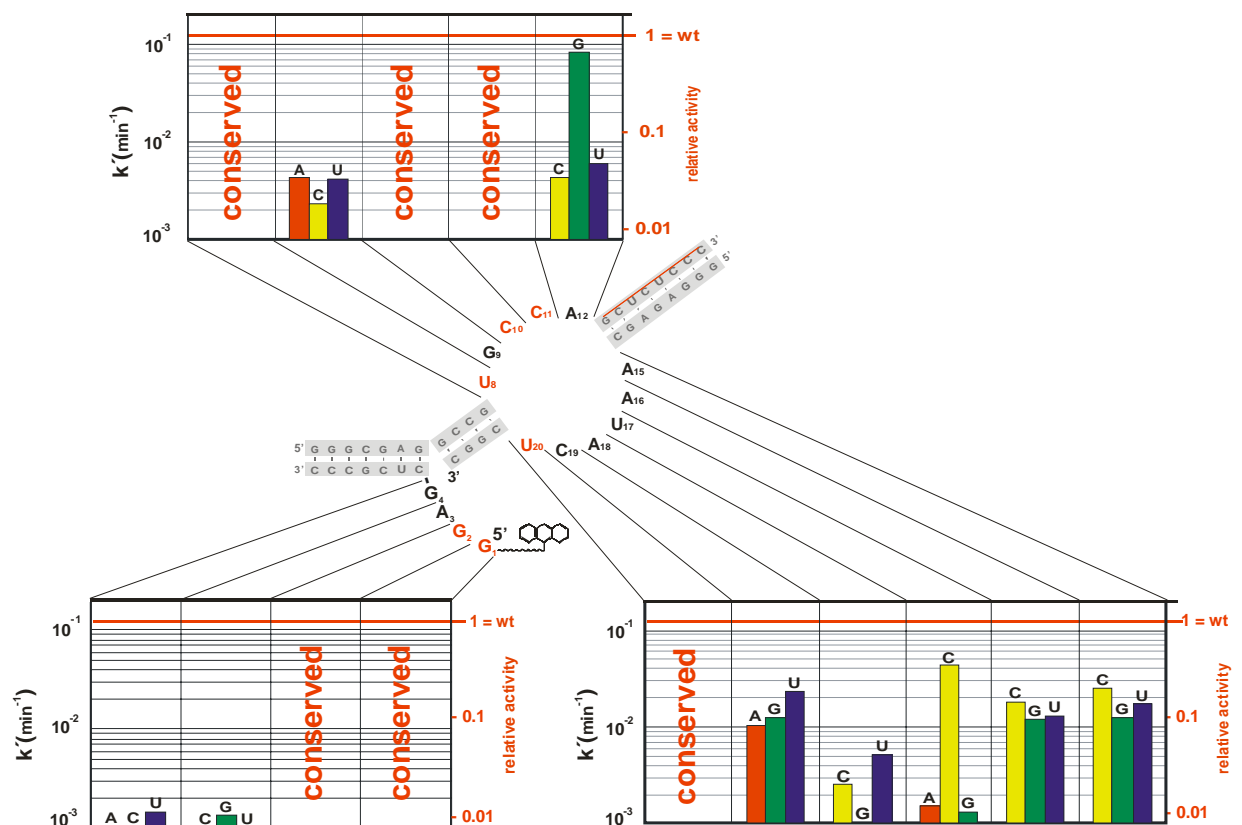 10-1
10-2
10-3
k´(min-1)
conserved
A C U
conserved
conserved
C G U
1 = wt
0.1
0.01
relative activity
G C U C U C C C 3'
C G A G A G G G 5'
U8
G9
C10
C11
A12
A15
A16
U17
A18
C19
U20
5' G G G C G A G
3' C C C G C U C
G C C G
C G G C
3'
G4
A3
G2
G1
5'
10-1
10-2
10-3
k´(min-1)
A C U
C G U
conserved
conserved
1 = wt
0.1
0.01
relative activity
10-1
10-2
10-3
k´(min-1)
conserved
A G U
C G U
A C G
C G U
C G U
1 = wt
0.1
0.01
relative activity